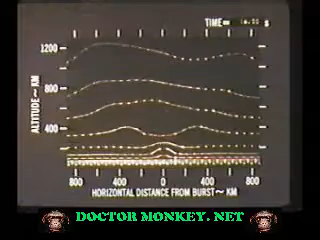 TIME=
1200
800
400
ALTITUDE~KM
800 400 0 400 800
HORIZONTAL DISTANCE FROM BURST~KM
DOCTOR MONKEY. NET